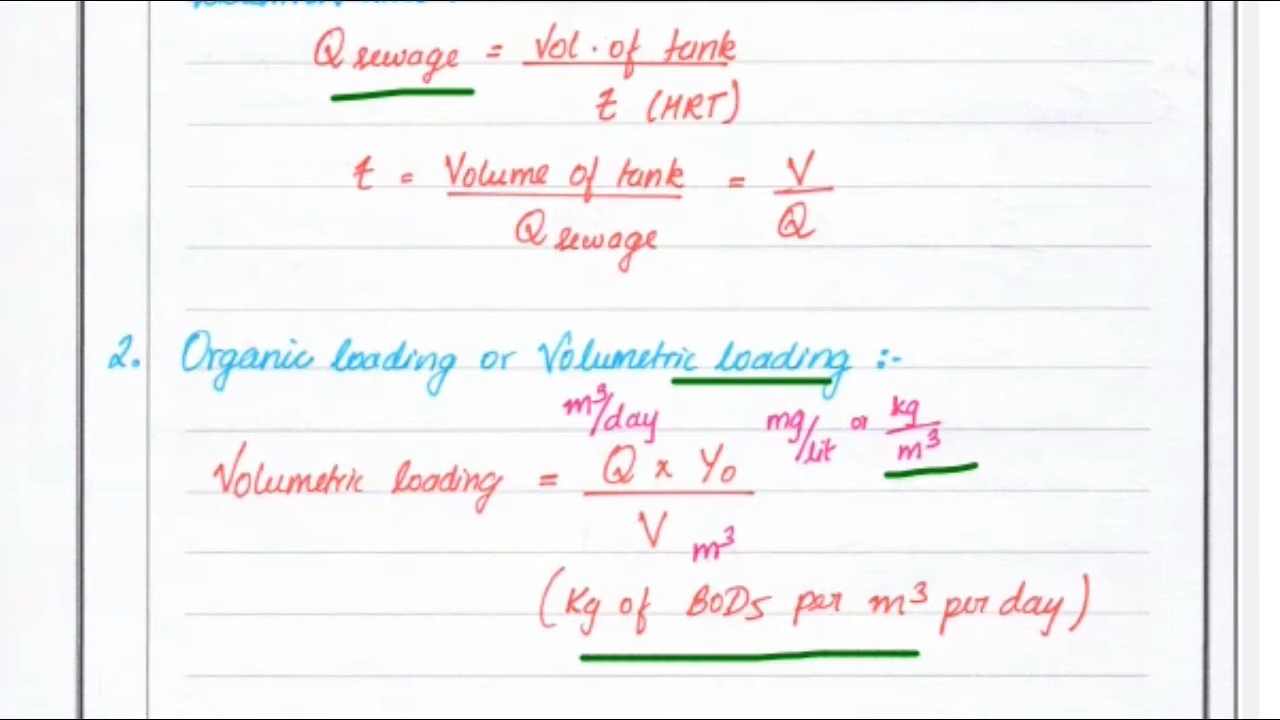 Q sewage = Vol. of tank / t (HRT)
t = Volume of tank / Q sewage = V / Q
2. Organic loading or Volumetric loading :-
m³/day mg/lit or kg/m³
Volumetric loading = Q × Y₀ / V m³
(Kg of BOD5 per m³ per day)